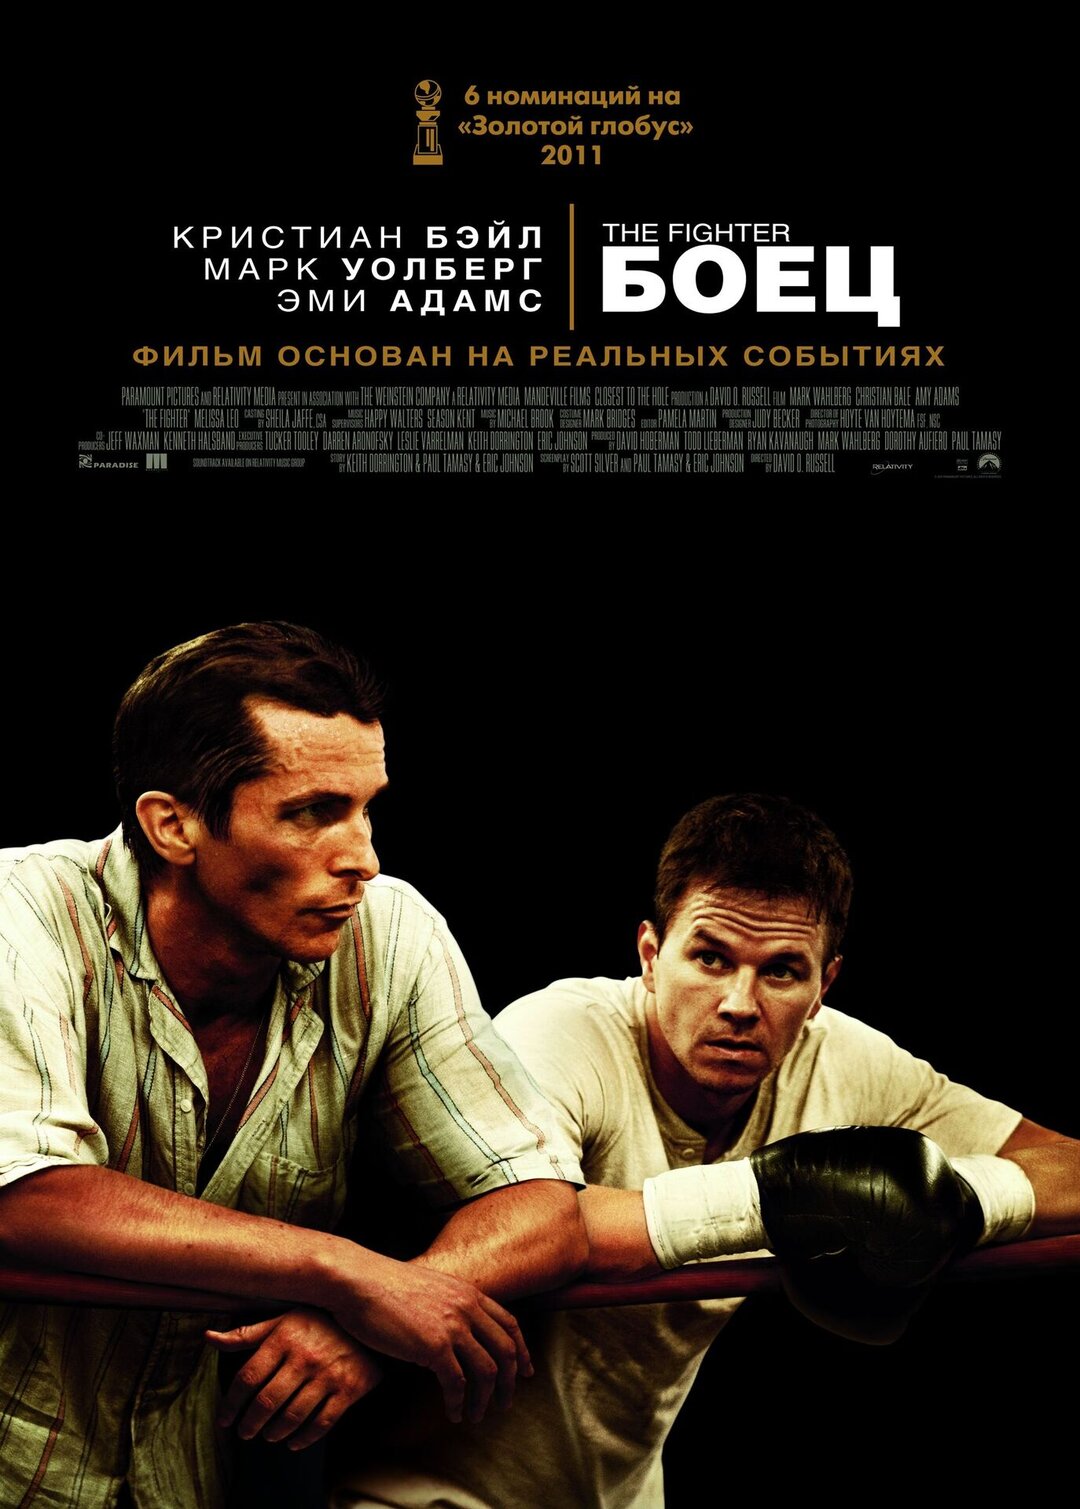 6 номинаций на
«Золотой глобус»
2011
КРИСТИАН БЭЙЛ
МАРК УОЛБЕРГ
ЭМИ АДАМС
THE FIGHTER
БОЕЦ
ФИЛЬМ ОСНОВАН НА РЕАЛЬНЫХ СОБЫТИЯХ
PARAMOUNT PICTURES AND RELATIVITY MEDIA PRESENT IN ASSOCIATION WITH THE WEINSTEIN COMPANY A RELATIVITY MEDIA MANDEVILLE FILMS CLOSEST TO THE HOLE PRODUCTION A DAVID O. RUSSELL FILM MARK WAHLBERG CHRISTIAN BALE AMY ADAMS
"THE FIGHTER" MELISSA LEO CASTING BY SHEILA JAFFE, CSA MUSIC SUPERVISORS HAPPY WALTERS SEASON KENT MUSIC BY MICHAEL BROOK COSTUME DESIGNER MARK BRIDGES EDITOR PAMELA MARTIN PRODUCTION DESIGNER JUDY BECKER DIRECTOR OF PHOTOGRAPHY HOYTE VAN HOYTEMA FSF NSC
CO-PRODUCERS JEFF WAXMAN KENNETH HALSBAND EXECUTIVE PRODUCERS TUCKER TOOLEY DARREN ARONOFSKY LESLIE VARRELMAN KEITH DORRINGTON ERIC JOHNSON PRODUCED BY DAVID HOBERMAN TODD LIEBERMAN RYAN KAVANAUGH MARK WAHLBERG DOROTHY AUFIERO PAUL TAMASY
PARADISE SOUNDTRACK AVAILABLE ON RELATIVITY MUSIC GROUP STORY BY KEITH DORRINGTON & PAUL TAMASY & ERIC JOHNSON SCREENPLAY BY SCOTT SILVER AND PAUL TAMASY & ERIC JOHNSON DIRECTED BY DAVID O. RUSSELL RELATIVITY